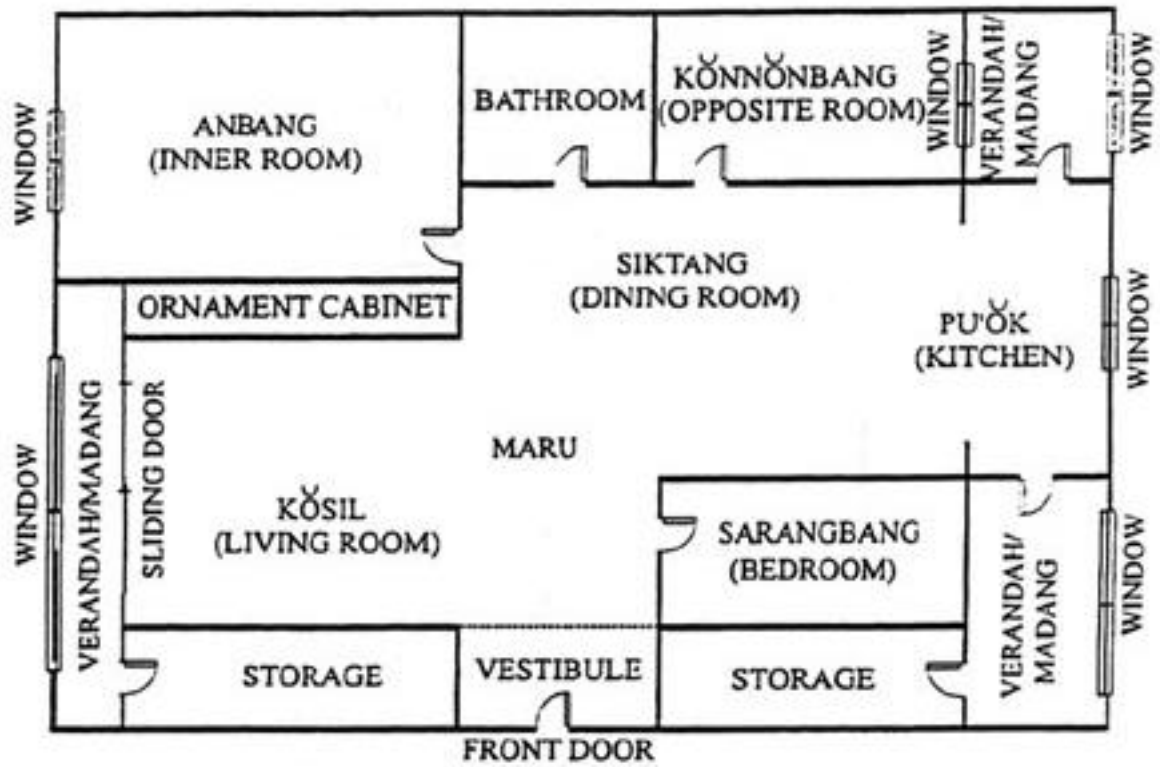 ANBANG
(INNER ROOM)
BATHROOM
KŎNNŎNBANG
(OPPOSITE ROOM)
WINDOW
VERANDAH/
MADANG
WINDOW
WINDOW
SIKTANG
(DINING ROOM)
ORNAMENT CABINET
PU'ŎK
(KITCHEN)
WINDOW
WINDOW
VERANDAH/MADANG
SLIDING DOOR
MARU
KŎSIL
(LIVING ROOM)
SARANGBANG
(BEDROOM)
VERANDAH/
MADANG
WINDOW
STORAGE
VESTIBULE
STORAGE
FRONT DOOR